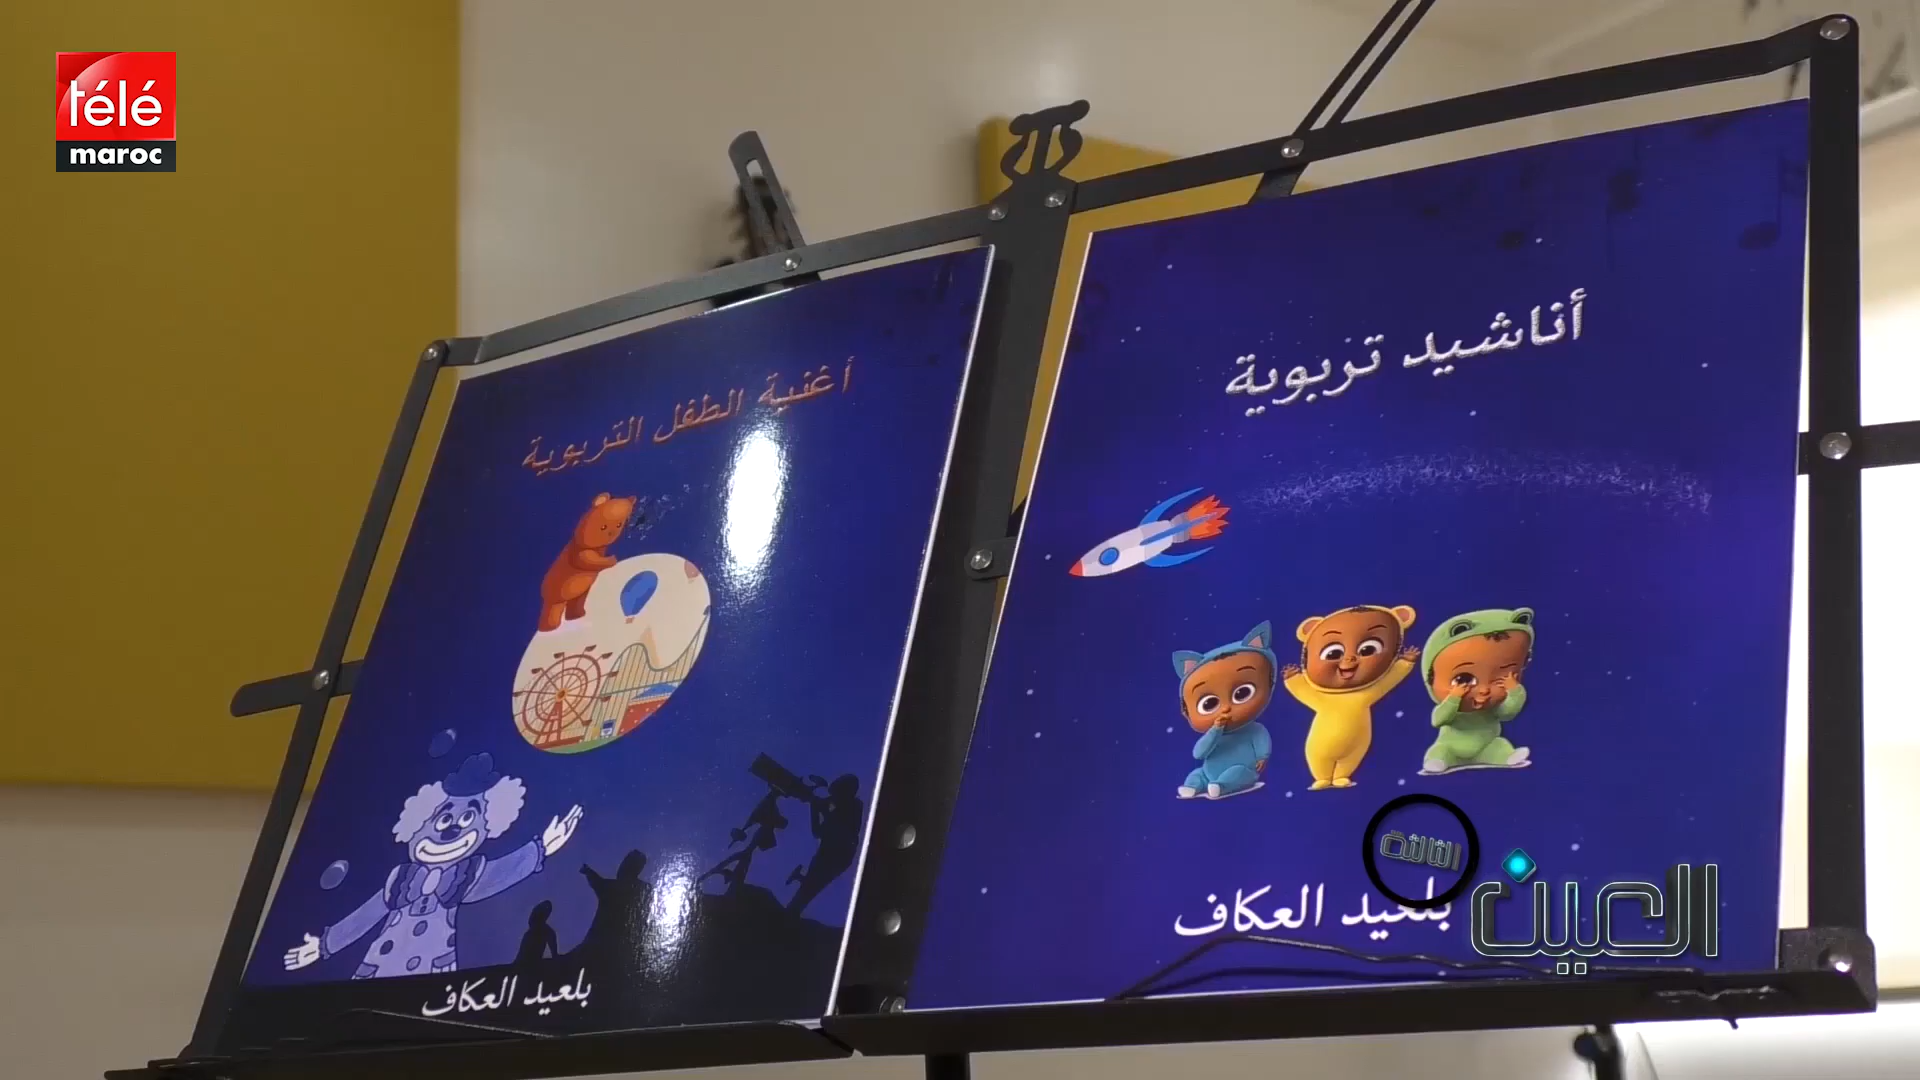 télé
maroc
أغنية الطفل التربوية
بلعيد العكاف
أناشيد تربوية
بلعيد العكاف
العين
الثالثة